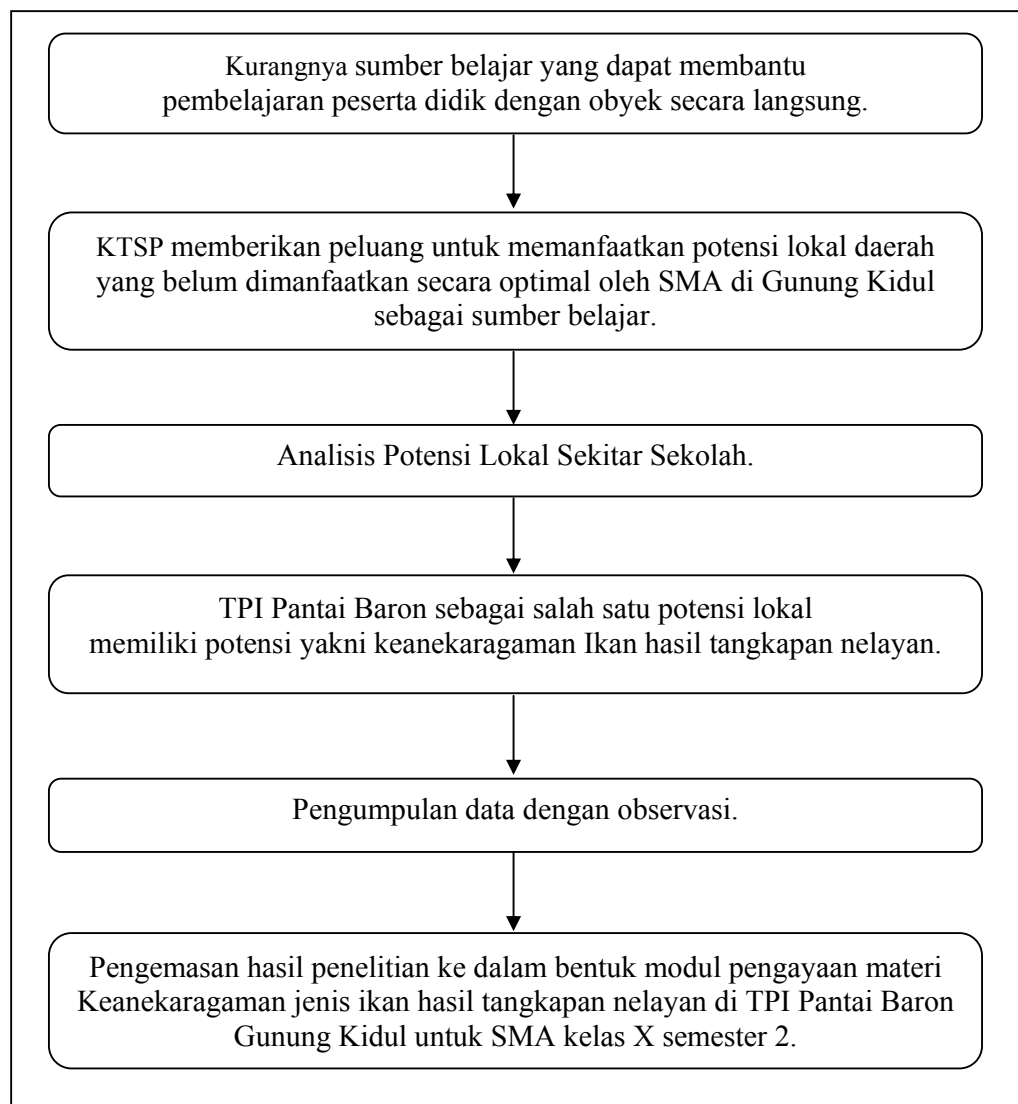 Kurangnya sumber belajar yang dapat membantu
pembelajaran peserta didik dengan obyek secara langsung.
KTSP memberikan peluang untuk memanfaatkan potensi lokal daerah
yang belum dimanfaatkan secara optimal oleh SMA di Gunung Kidul
sebagai sumber belajar.
Analisis Potensi Lokal Sekitar Sekolah.
TPI Pantai Baron sebagai salah satu potensi lokal
memiliki potensi yakni keanekaragaman Ikan hasil tangkapan nelayan.
Pengumpulan data dengan observasi.
Pengemasan hasil penelitian ke dalam bentuk modul pengayaan materi
Keanekaragaman jenis ikan hasil tangkapan nelayan di TPI Pantai Baron
Gunung Kidul untuk SMA kelas X semester 2.